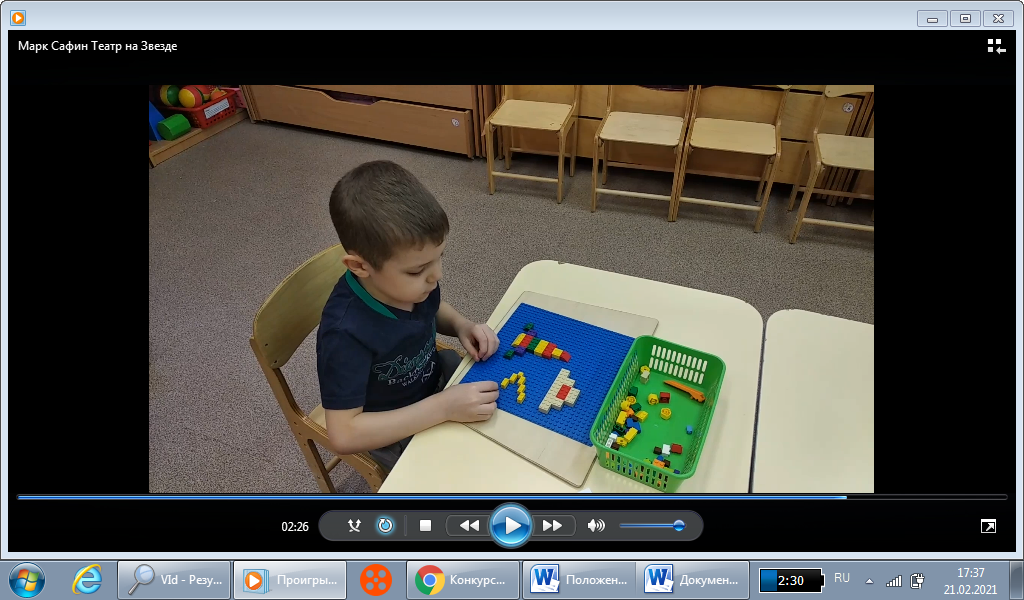 Марк Сафин Театр на Звезде
02:26
VId - Резу...
Проигры...
Конкурс...
Положен...
Докумен...
2:30
RU
17:37
21.02.2021